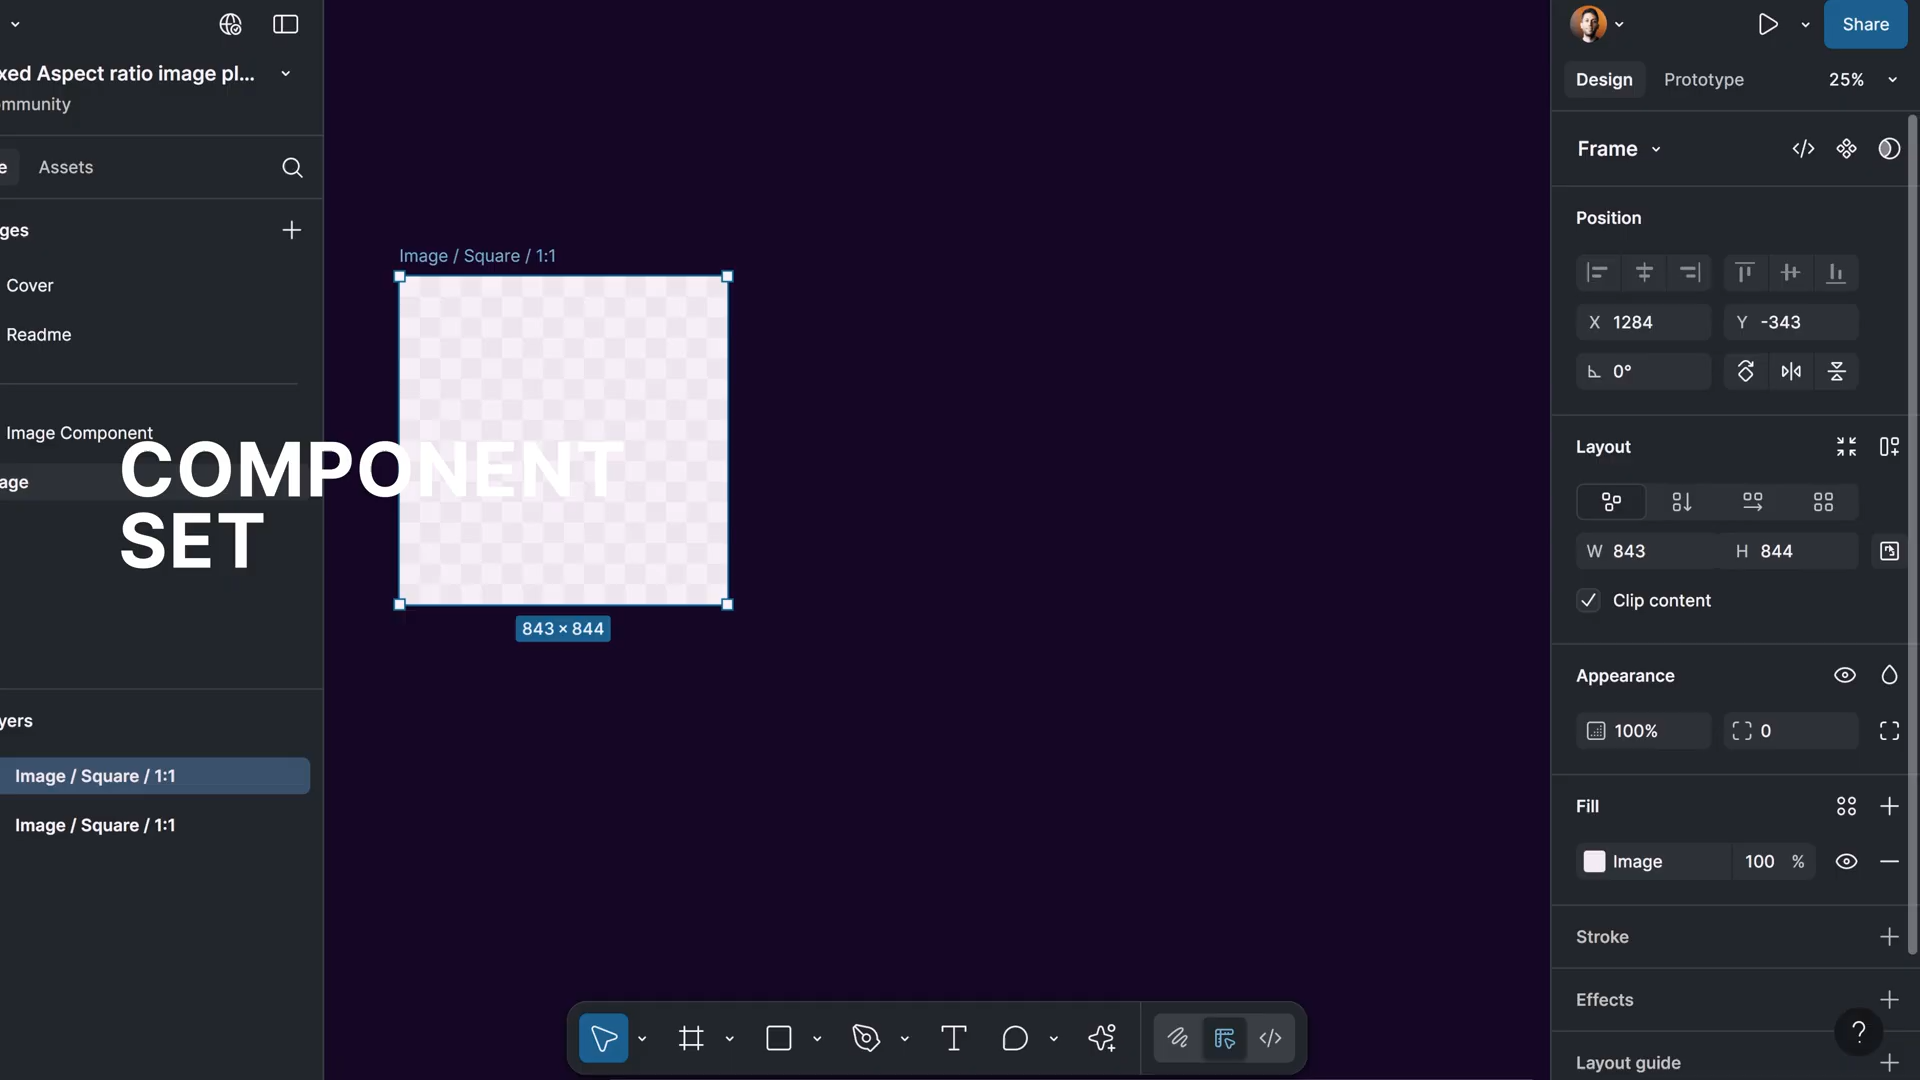 xed Aspect ratio image pl...
mmunity
e
Assets
ges
Cover
Readme
Image Component
age
COMPONENT
SET
yers
Image / Square / 1:1
Image / Square / 1:1
Image / Square / 1:1
843 × 844
Share
Design
Prototype
25%
Frame
Position
X 1284
Y -343
0°
Layout
W 843
H 844
Clip content
Appearance
100%
0
Fill
Image
100 %
Stroke
Effects
Layout guide
?